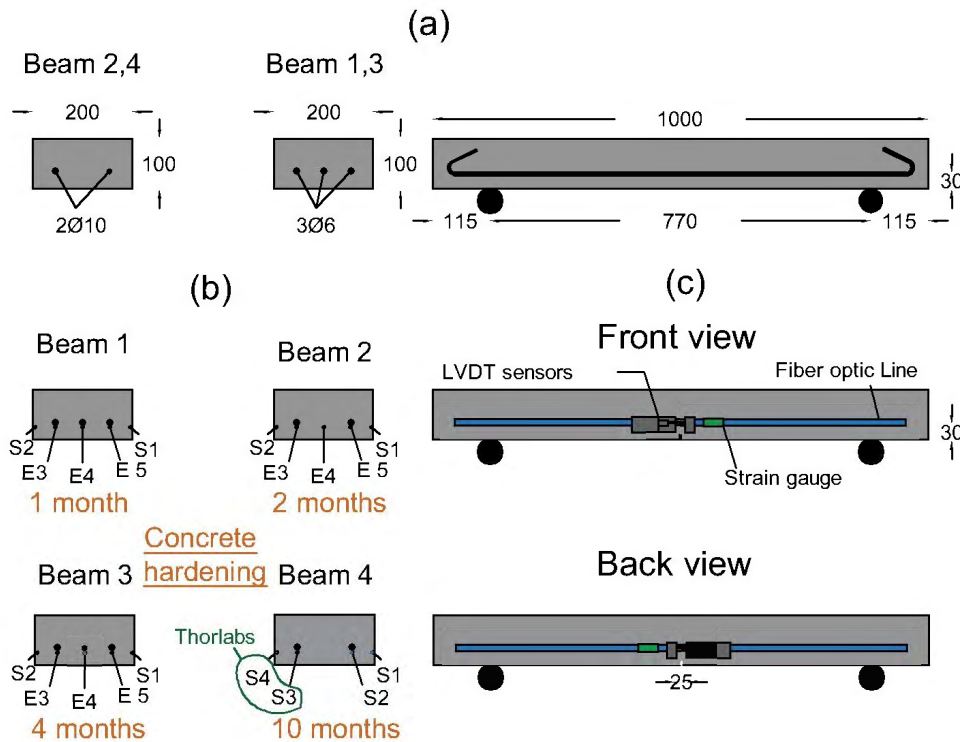 (a)
Beam 2,4
Beam 1,3
200
200
1000
100
100
30
2Ø10
3Ø6
115
770
115
(b)
(c)
Beam 1
Beam 2
Front view
LVDT sensors
Fiber optic Line
S2
S1
S2
S1
E3
E4
E 5
E3
E4
E 5
Strain gauge
30
1 month
2 months
Concrete
hardening
Beam 3
Beam 4
Back view
Thorlabs
S2
S1
S4
S3
S1
E3
E4
E 5
S2
25
4 months
10 months